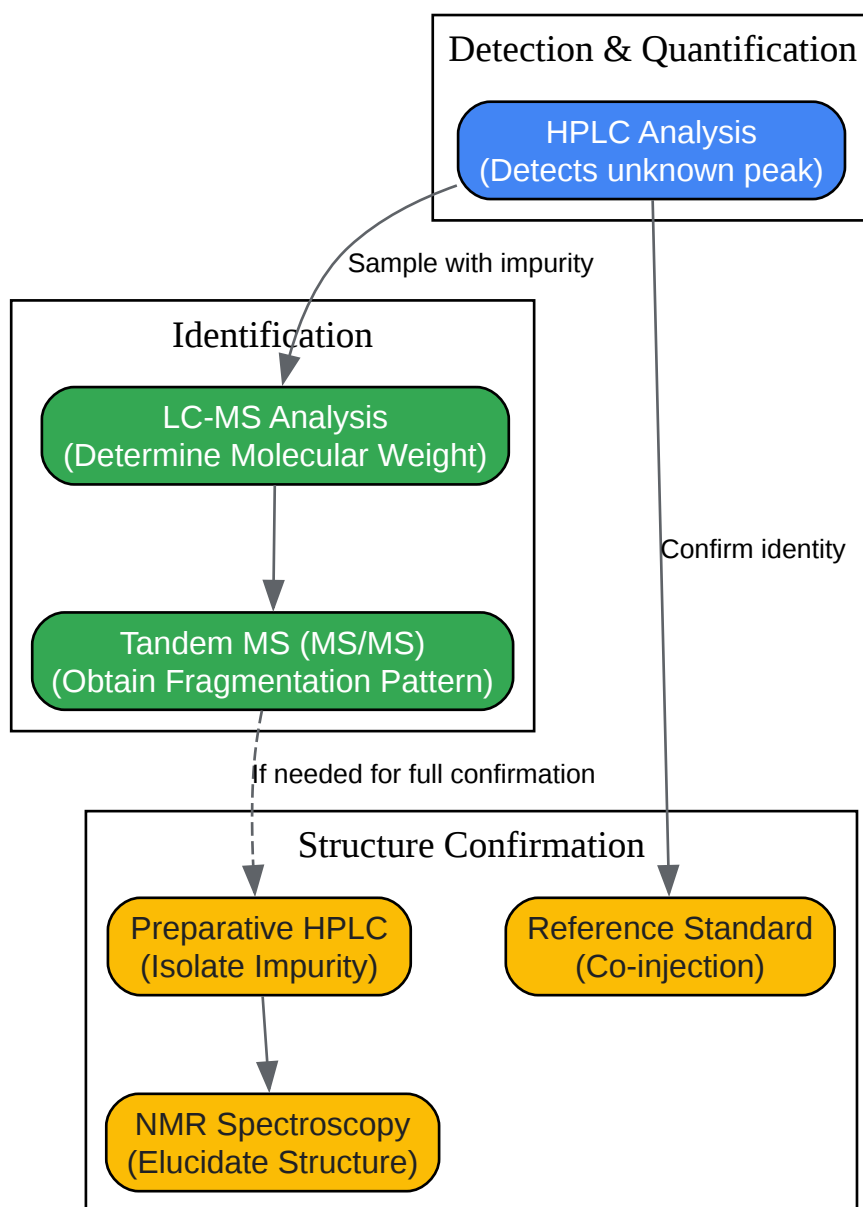 Detection & Quantification
HPLC Analysis
(Detects unknown peak)
Sample with impurity
Identification
LC-MS Analysis
(Determine Molecular Weight)
Confirm identity
Tandem MS (MS/MS)
(Obtain Fragmentation Pattern)
If needed for full confirmation
Structure Confirmation
Preparative HPLC
(Isolate Impurity)
Reference Standard
(Co-injection)
NMR Spectroscopy
(Elucidate Structure)